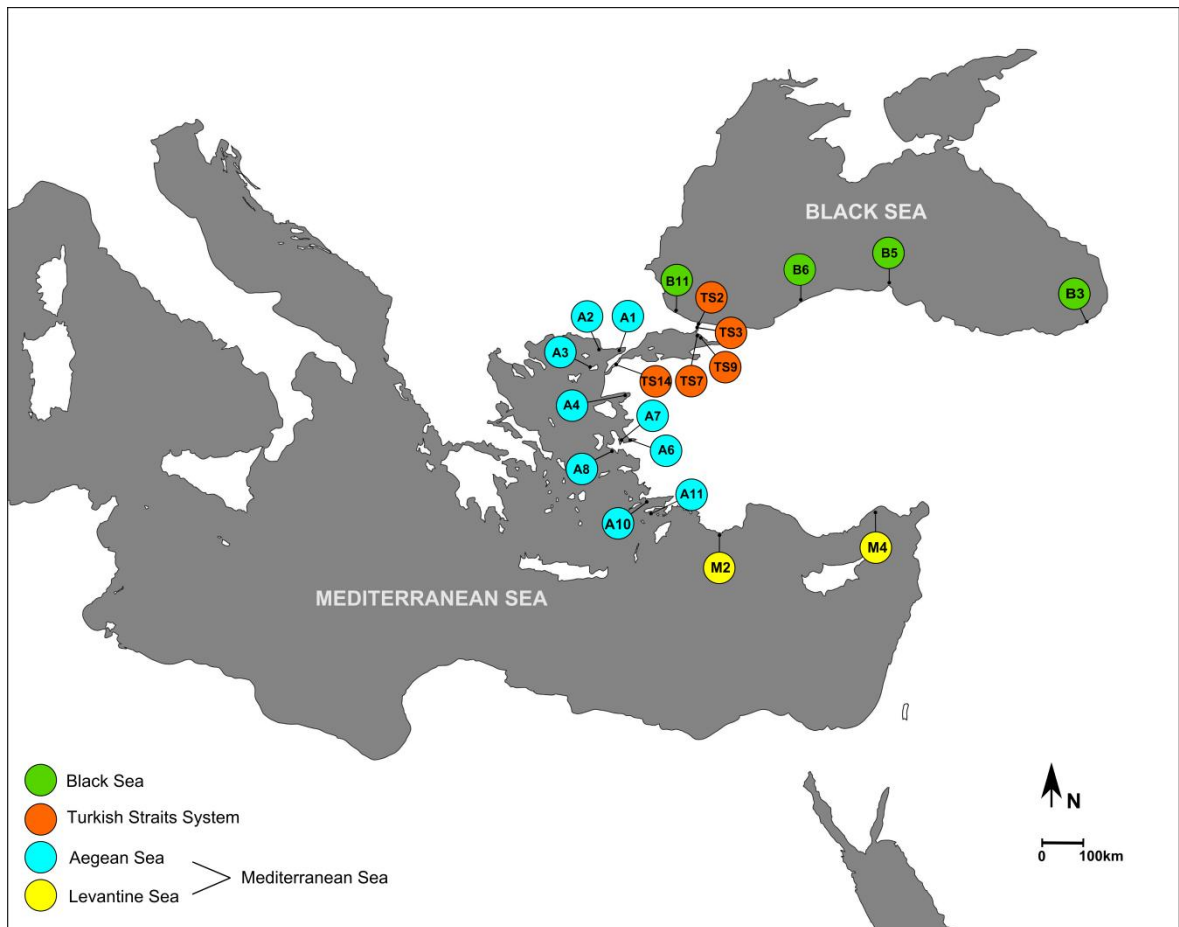 BLACK SEA
B5
B6
B11
B3
TS2
A2
A1
TS3
A3
TS9
TS14
TS7
A4
A7
A6
A8
A11
A10
M4
M2
MEDITERRANEAN SEA
Black Sea
Turkish Straits System
Aegean Sea
Mediterranean Sea
Levantine Sea
N
0 100km